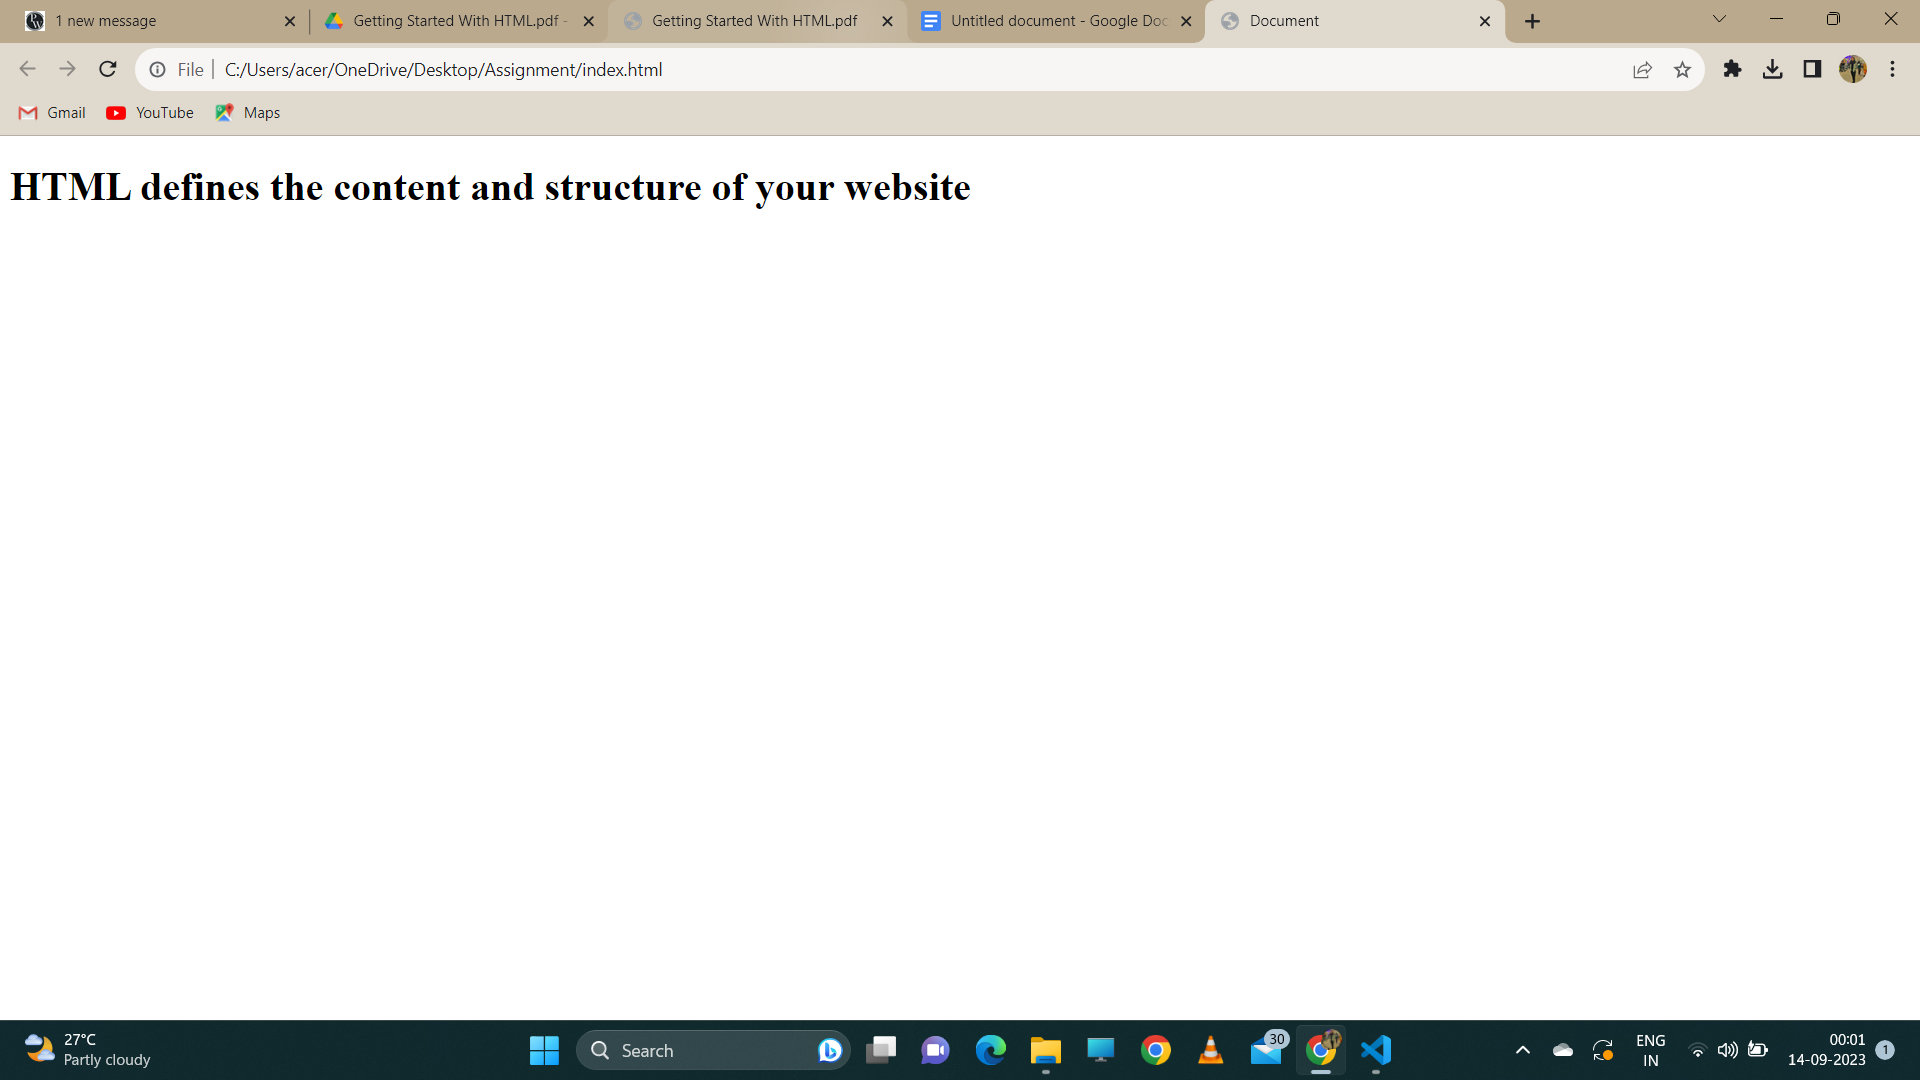 1 new message
Getting Started With HTML.pdf -
Getting Started With HTML.pdf
Untitled document - Google Doc
Document
File
C:/Users/acer/OneDrive/Desktop/Assignment/index.html
Gmail
YouTube
Maps
HTML defines the content and structure of your website
27°C
Partly cloudy
Search
30
ENG
IN
00:01
14-09-2023
1